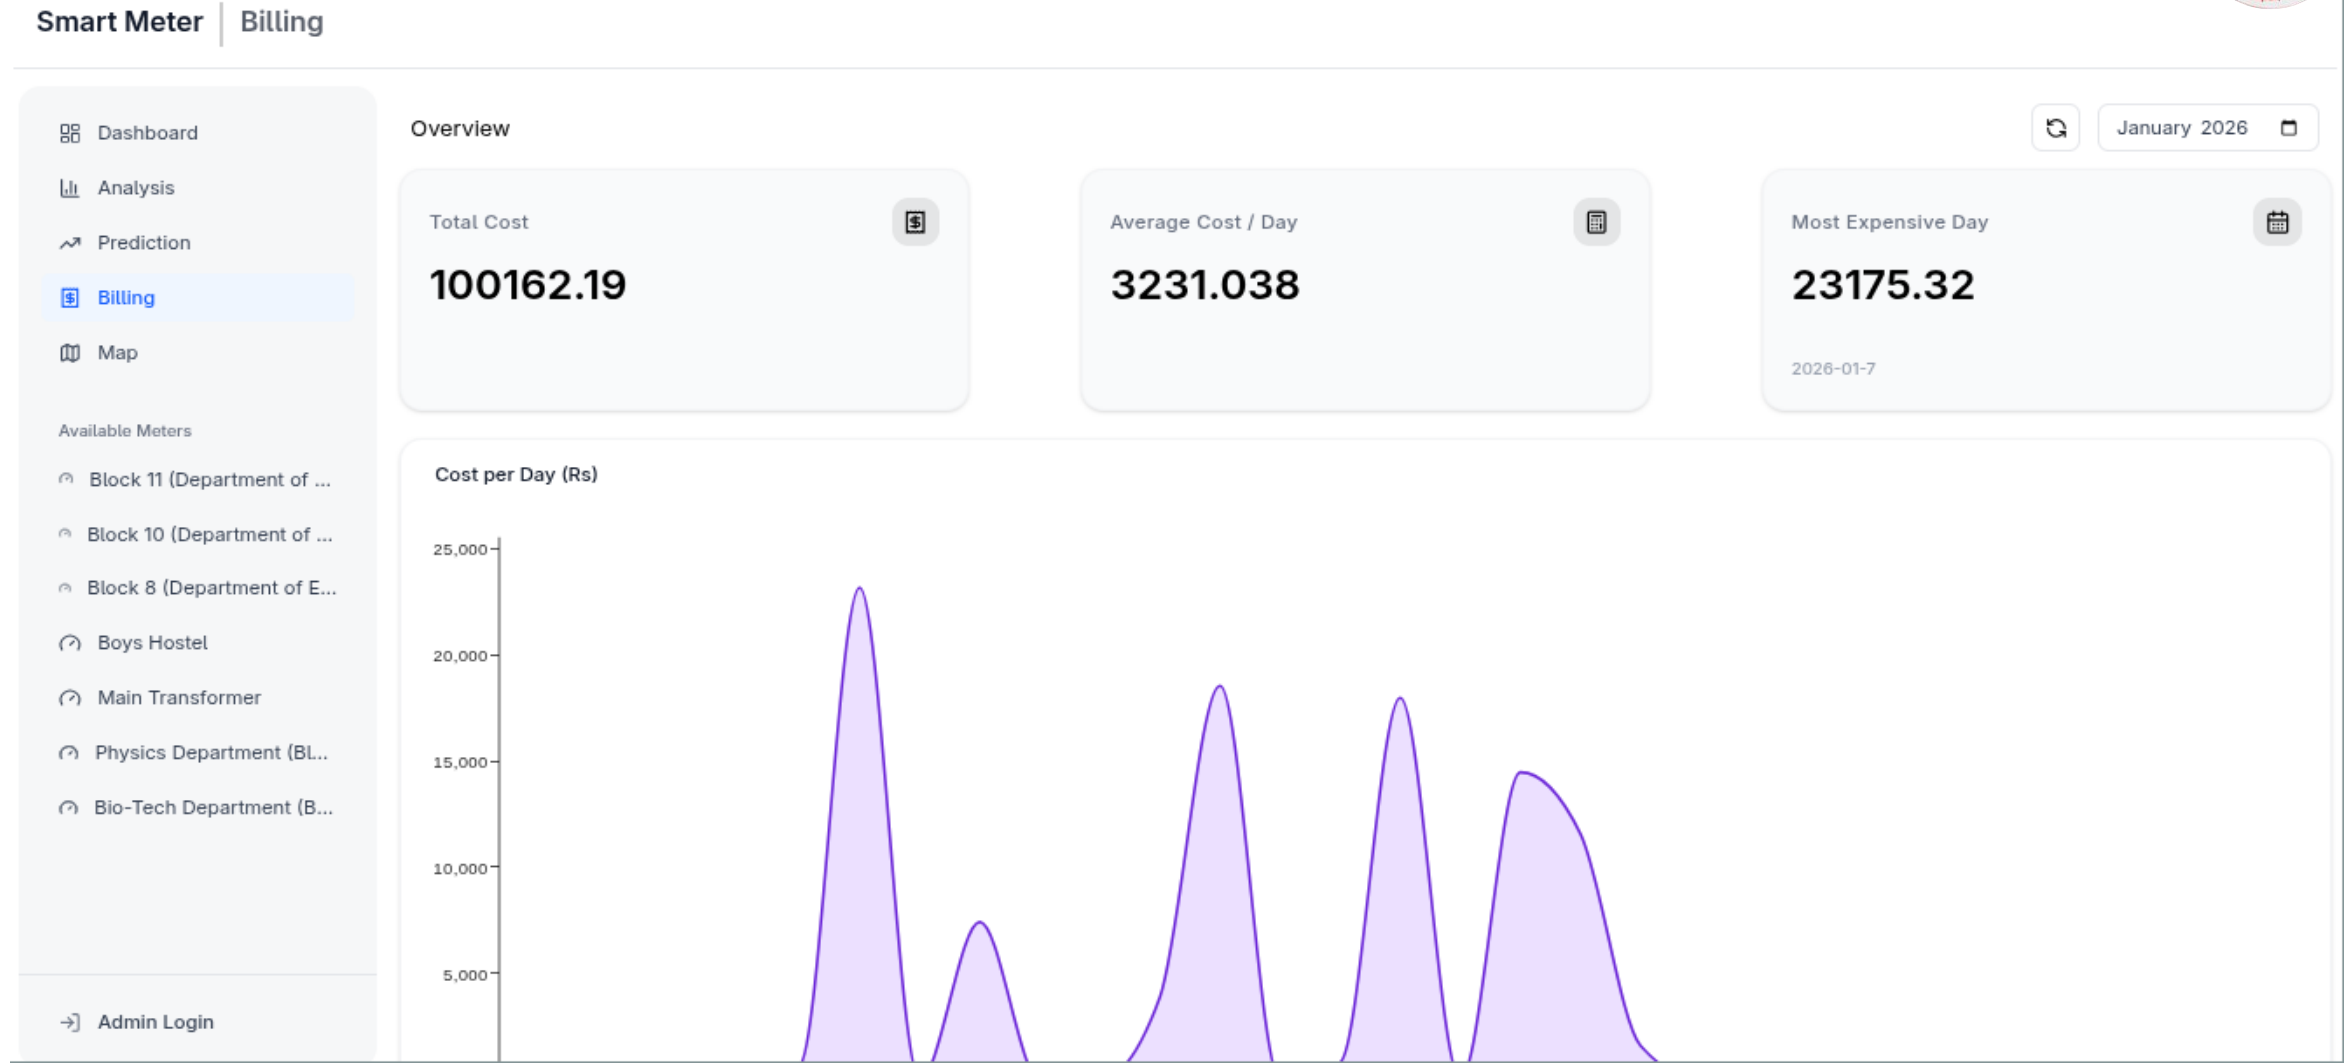 Smart Meter
Billing
Dashboard
Analysis
Prediction
Billing
Map
Available Meters
Block 11 (Department of ...
Block 10 (Department of ...
Block 8 (Department of E...
Boys Hostel
Main Transformer
Physics Department (Bl...
Bio-Tech Department (B...
Admin Login
Overview
January 2026
Total Cost
100162.19
Average Cost / Day
3231.038
Most Expensive Day
23175.32
2026-01-7
Cost per Day (Rs)
25,000
20,000
15,000
10,000
5,000